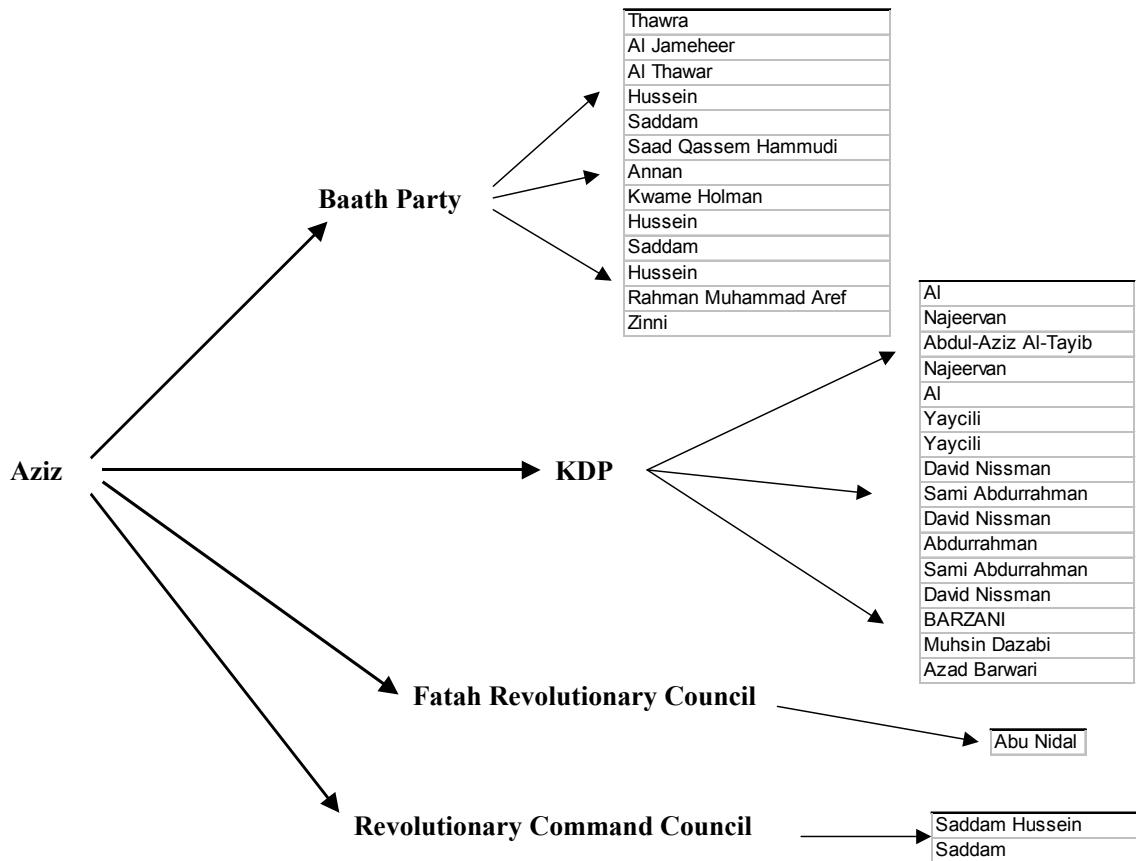 Thawra
Al Jameheer
Al Thawar
Hussein
Saddam
Saad Qassem Hammudi
Annan
Kwame Holman
Hussein
Saddam
Hussein
Rahman Muhammad Aref
Zinni
Baath Party
Al
Najeervan
Abdul-Aziz Al-Tayib
Najeervan
Al
Yaycili
Yaycili
David Nissman
Sami Abdurrahman
David Nissman
Abdurrahman
Sami Abdurrahman
David Nissman
BARZANI
Muhsin Dazabi
Azad Barwari
Aziz
KDP
Fatah Revolutionary Council
Abu Nidal
Revolutionary Command Council
Saddam Hussein
Saddam